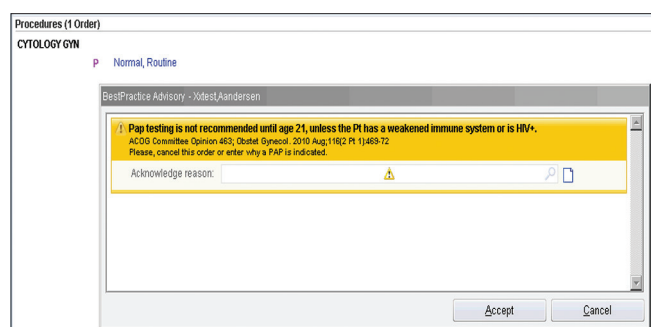 Procedures (1 Order)
CYTOLOGY GYN
P Normal, Routine
BestPractice Advisory - Xxtest,Aandersen
Pap testing is not recommended until age 21, unless the Pt has a weakened immune system or is HIV+.
ACOG Committee Opinion 463; Obstet Gynecol. 2010 Aug;116(2 Pt 1):469-72
Please, cancel this order or enter why a PAP is indicated.
Acknowledge reason:
Accept Cancel